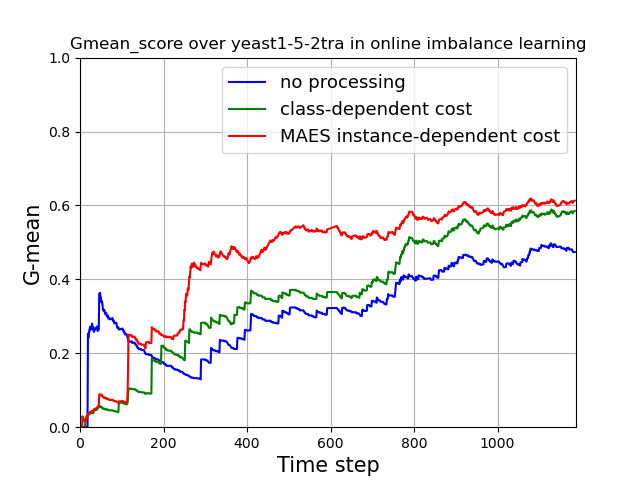 Gmean_score over yeast1-5-2tra in online imbalance learning
1.0
0.8
0.6
0.4
0.2
0.0
G-mean
no processing
class-dependent cost
MAES instance-dependent cost
0 200 400 600 800 1000
Time step